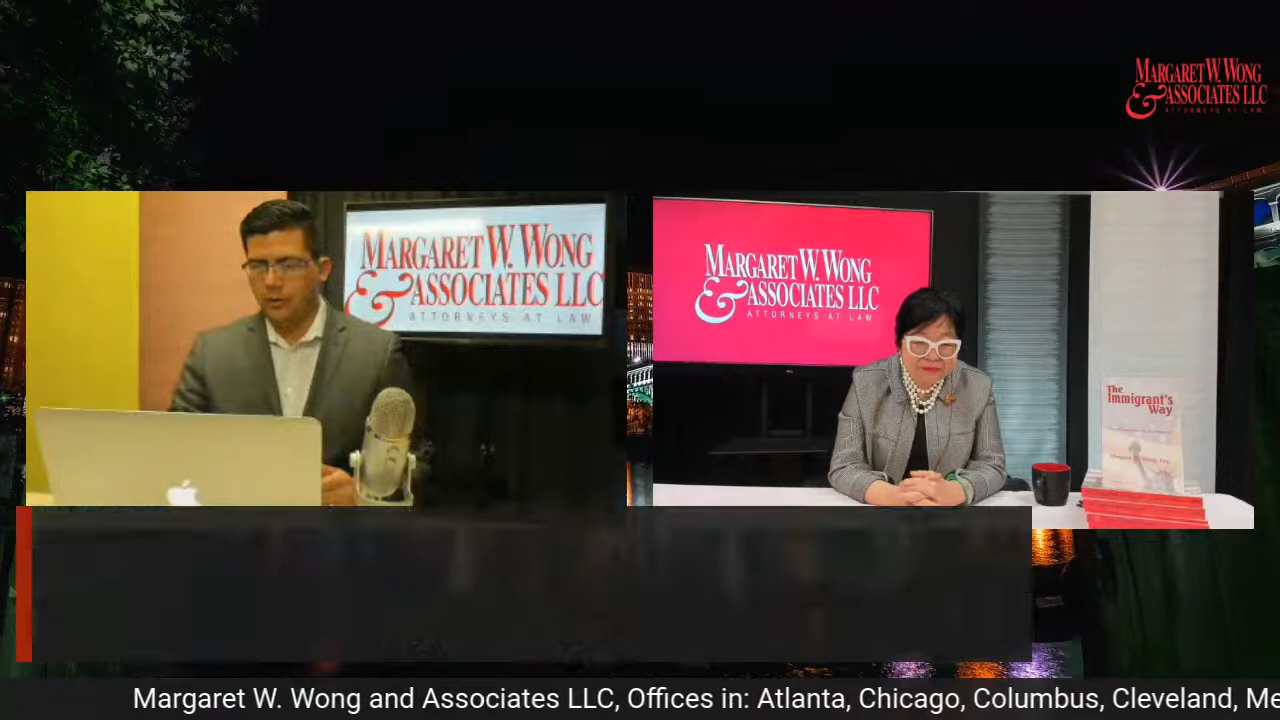 MARGARET W. WONG
& ASSOCIATES LLC
ATTORNEYS AT LAW
MARGARET W. WONG
& ASSOCIATES LLC
ATTORNEYS AT LAW
MARGARET W. WONG
& ASSOCIATES LLC
ATTORNEYS AT LAW
The
Immigrant's
Way
Margaret W. Wong and Associates LLC, Offices in: Atlanta, Chicago, Columbus, Cleveland, Me